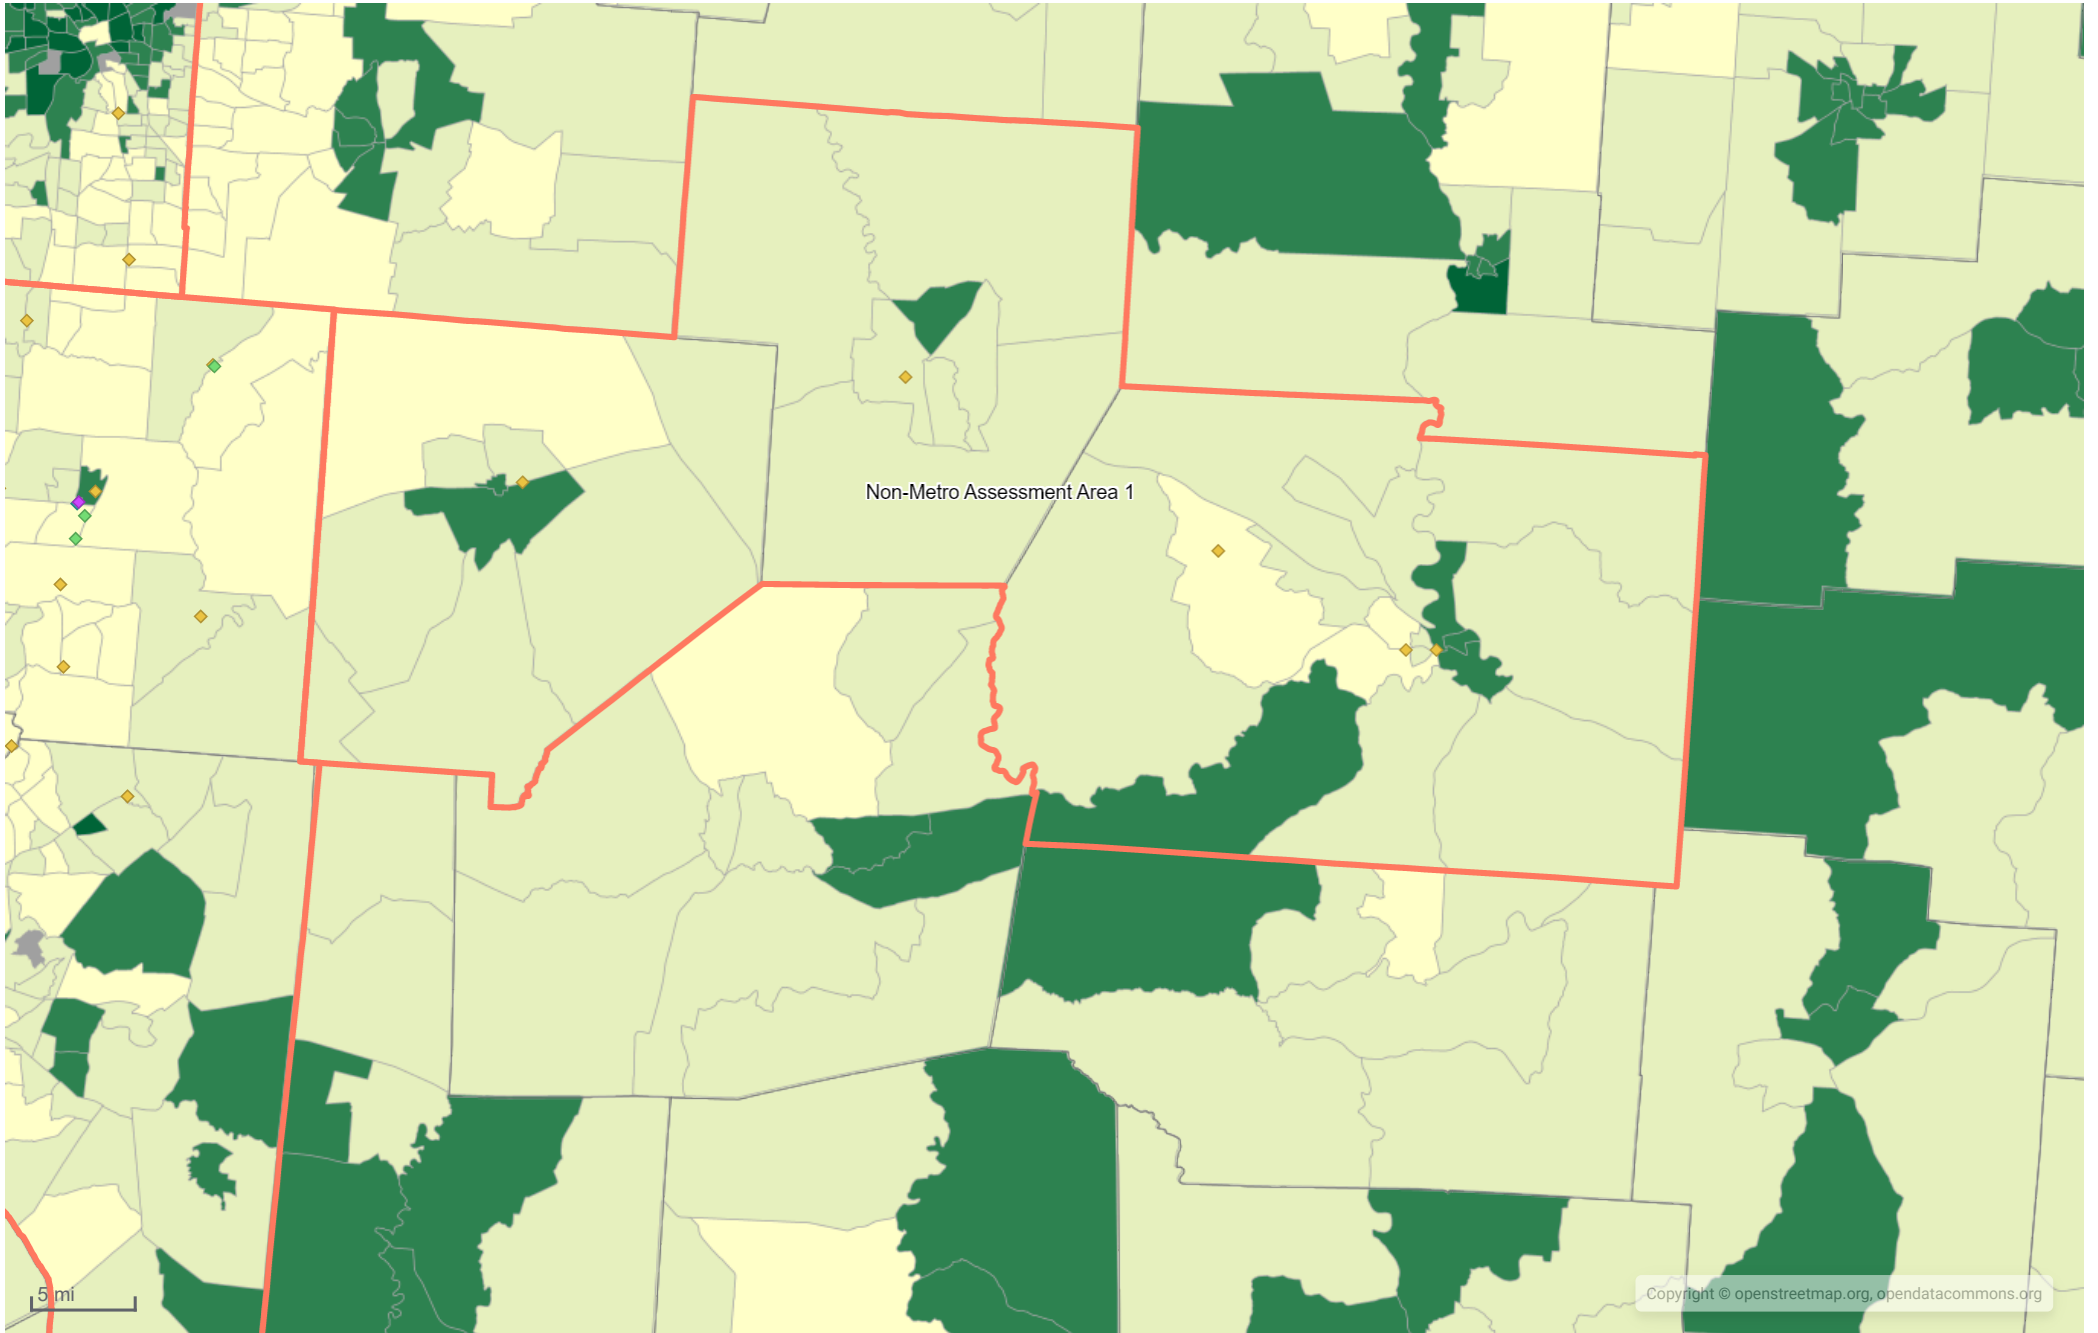 Non-Metro Assessment Area 1
5 mi
Copyright © openstreetmap.org, opendatacommons.org